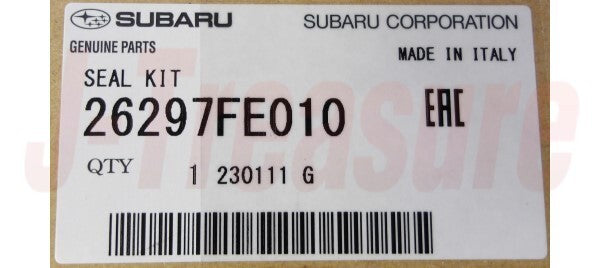 SUBARU SUBARU CORPORATION
GENUINE PARTS MADE IN ITALY
SEAL KIT
26297FE010 EAC
QTY 1 230111 G
J-Treasure